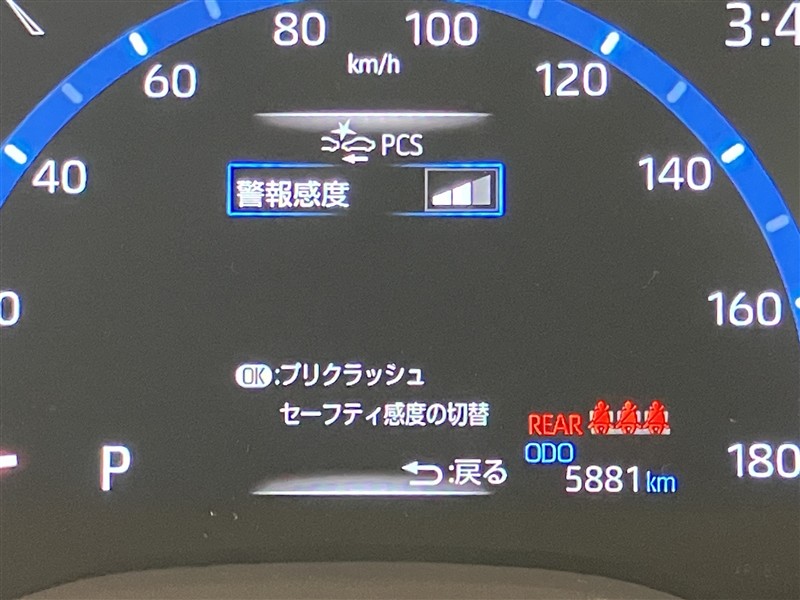 80 100 3:4
km/h
60 120
PCS
40 140
警報感度
0 160
OK:プリクラッシュ
セーフティ感度の切替
REAR
P :戻る ODO 180
5881km